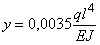 y = 0,0035 ql⁴/EJ